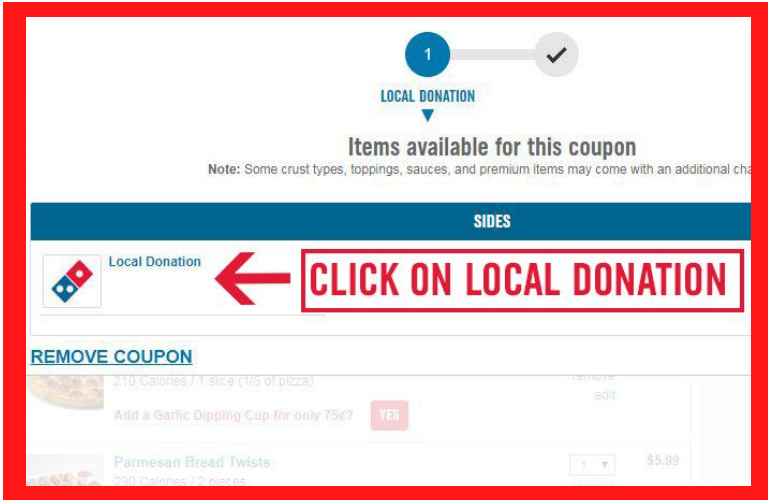 1
LOCAL DONATION
Items available for this coupon
Note: Some crust types, toppings, sauces, and premium items may come with an additional cha
SIDES
Local Donation
CLICK ON LOCAL DONATION
REMOVE COUPON
210 Calories / 1 slice (1/8 of pizza)
remove
edit
Add a Garlic Dipping Cup for only 75¢? YES
Parmesan Bread Twists 1 $5.99
230 Calories / 2 pieces